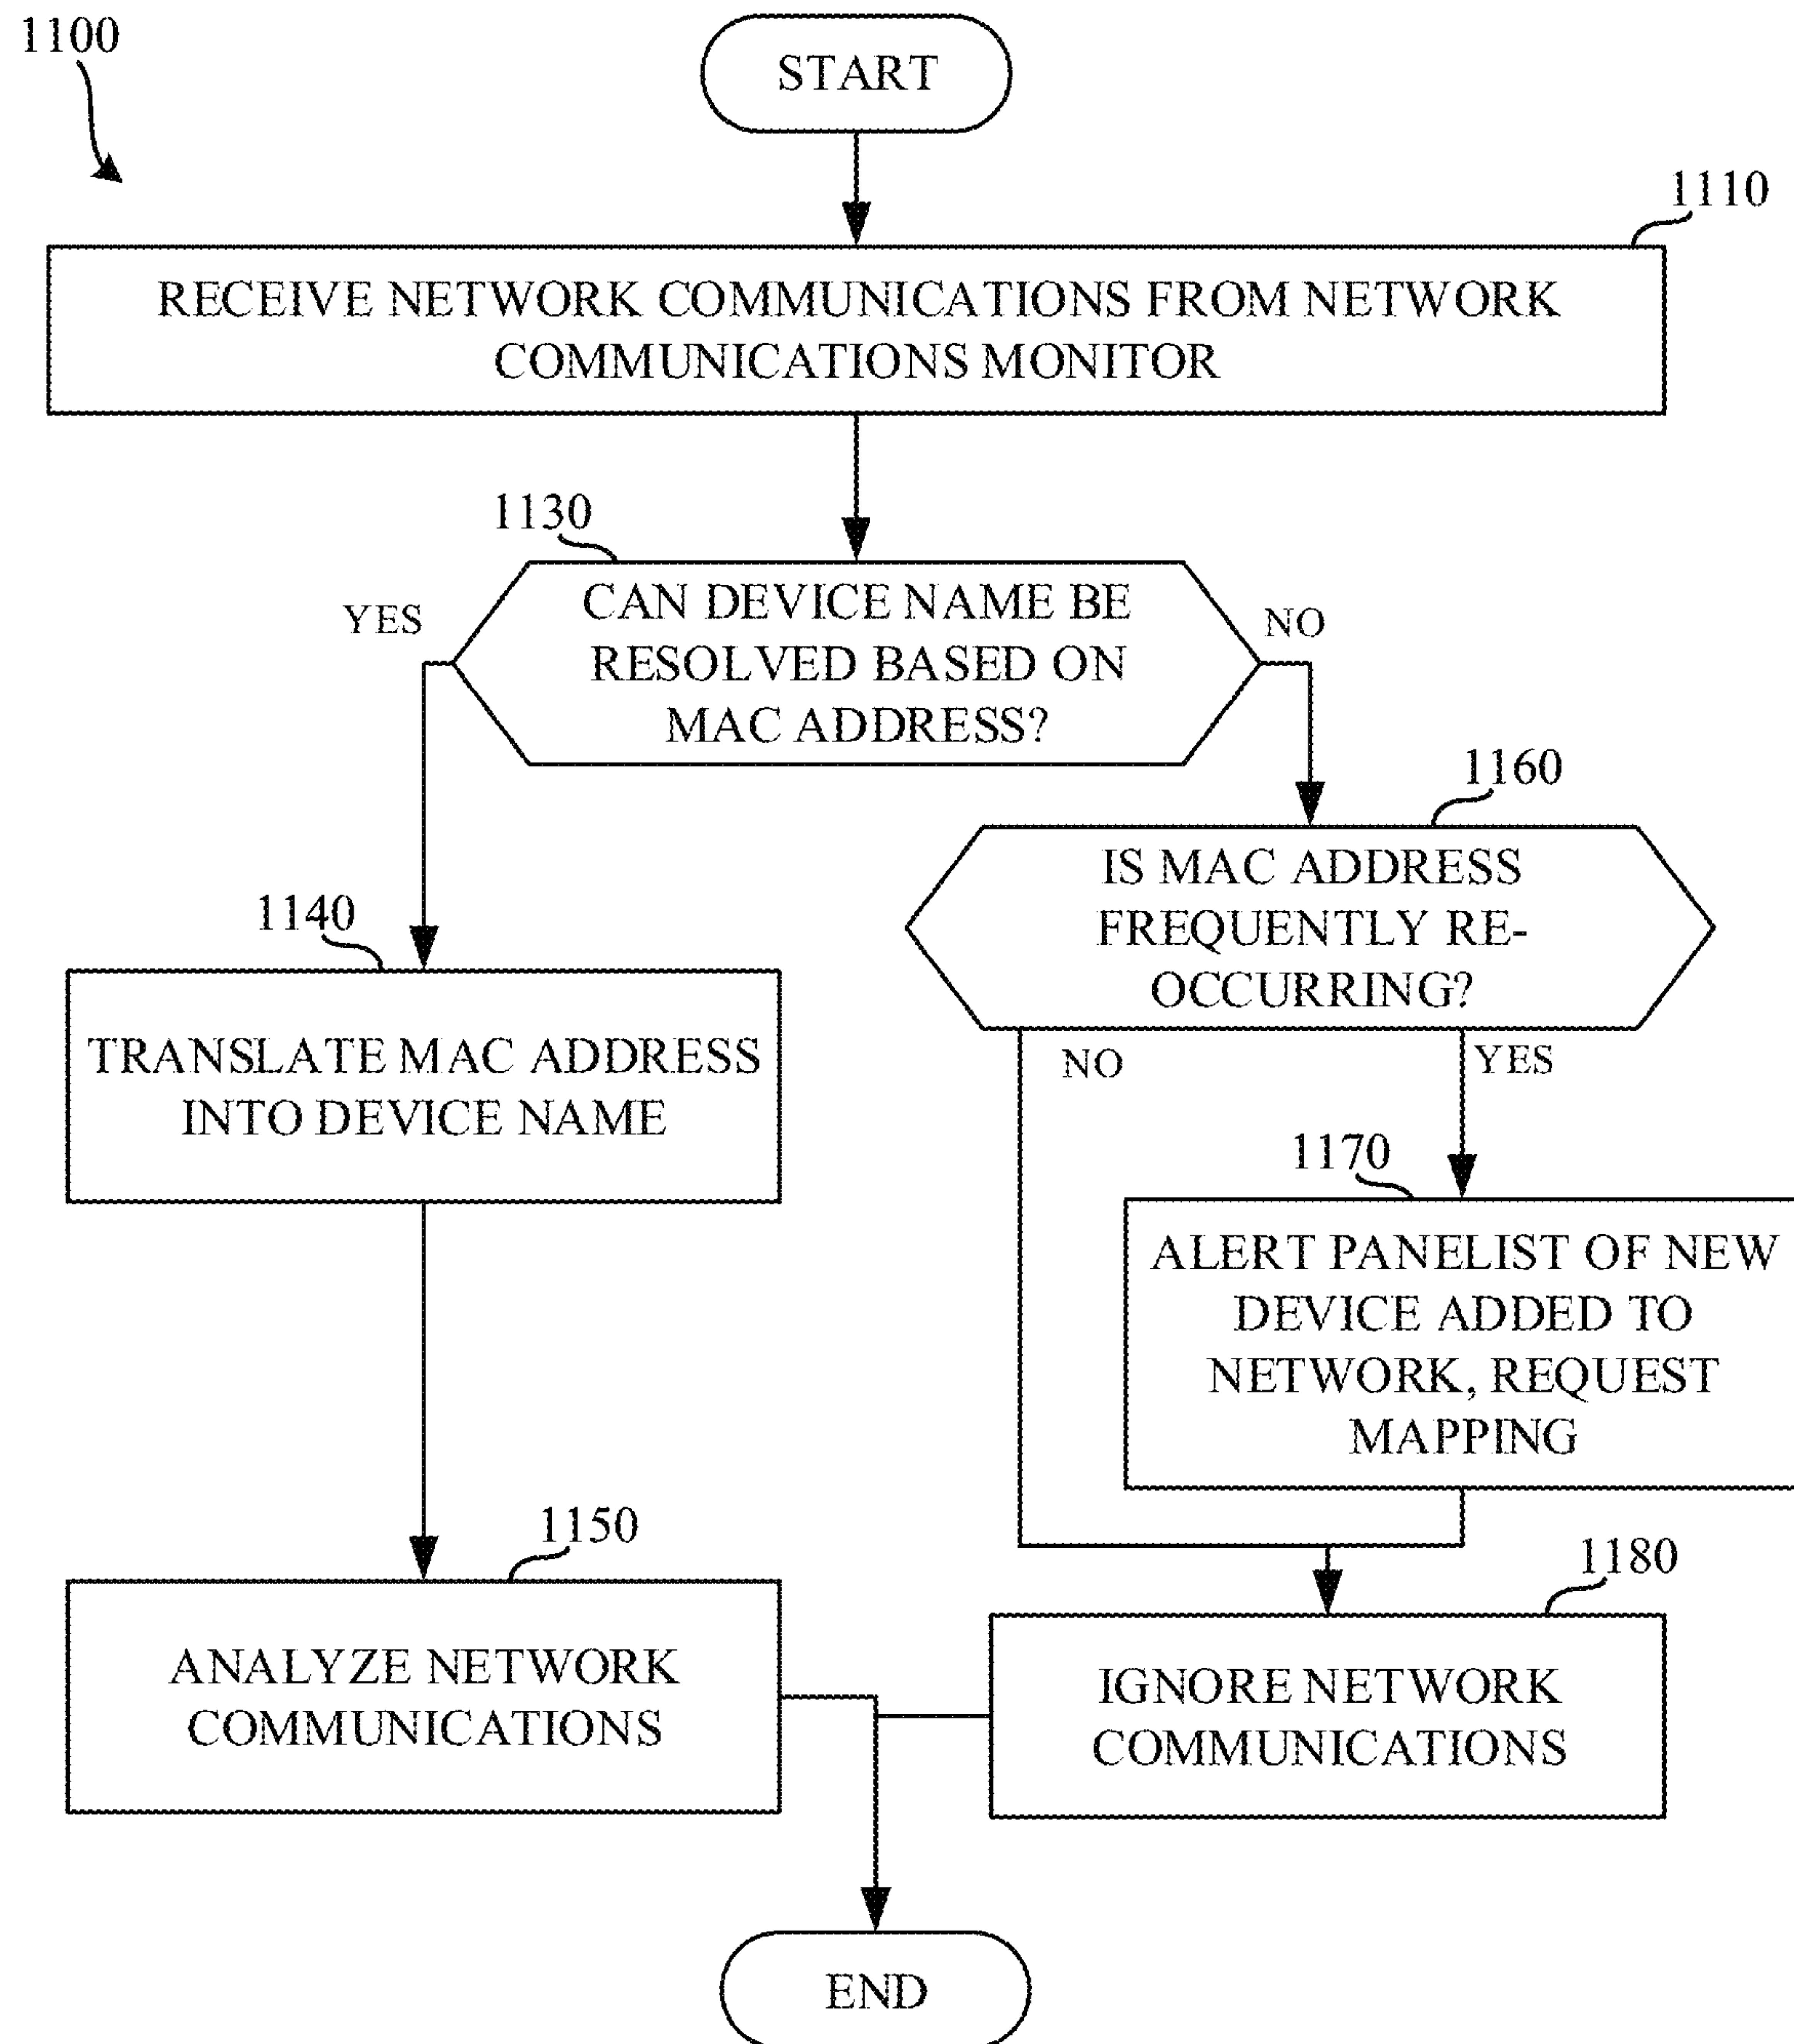 1100
START
1110
RECEIVE NETWORK COMMUNICATIONS FROM NETWORK
COMMUNICATIONS MONITOR
1130
YES
CAN DEVICE NAME BE
RESOLVED BASED ON
MAC ADDRESS?
NO
1160
IS MAC ADDRESS
FREQUENTLY RE-
OCCURRING?
1140
TRANSLATE MAC ADDRESS
INTO DEVICE NAME
NO
YES
1170
ALERT PANELIST OF NEW
DEVICE ADDED TO
NETWORK, REQUEST
MAPPING
1150
ANALYZE NETWORK
COMMUNICATIONS
1180
IGNORE NETWORK
COMMUNICATIONS
END